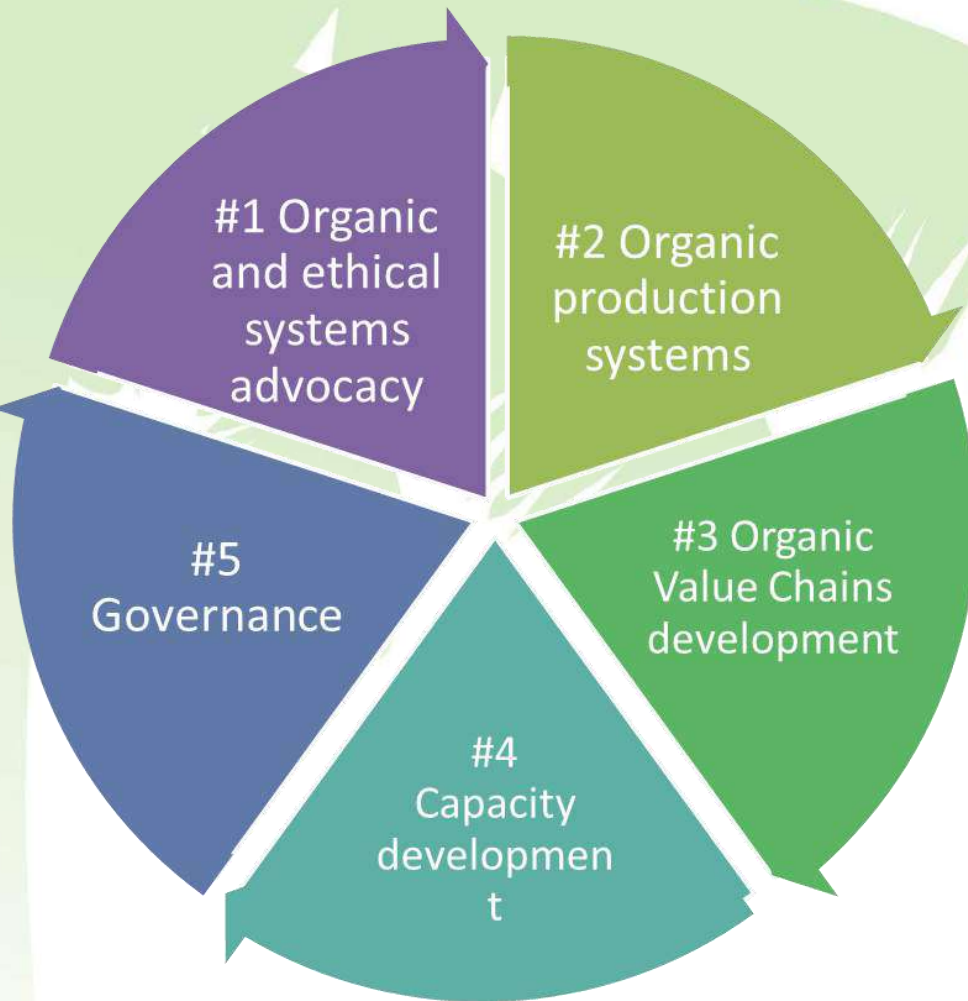 #1 Organic
and ethical
systems
advocacy
#2 Organic
production
systems
#3 Organic
Value Chains
development
#4
Capacity
developmen
t
#5
Governance